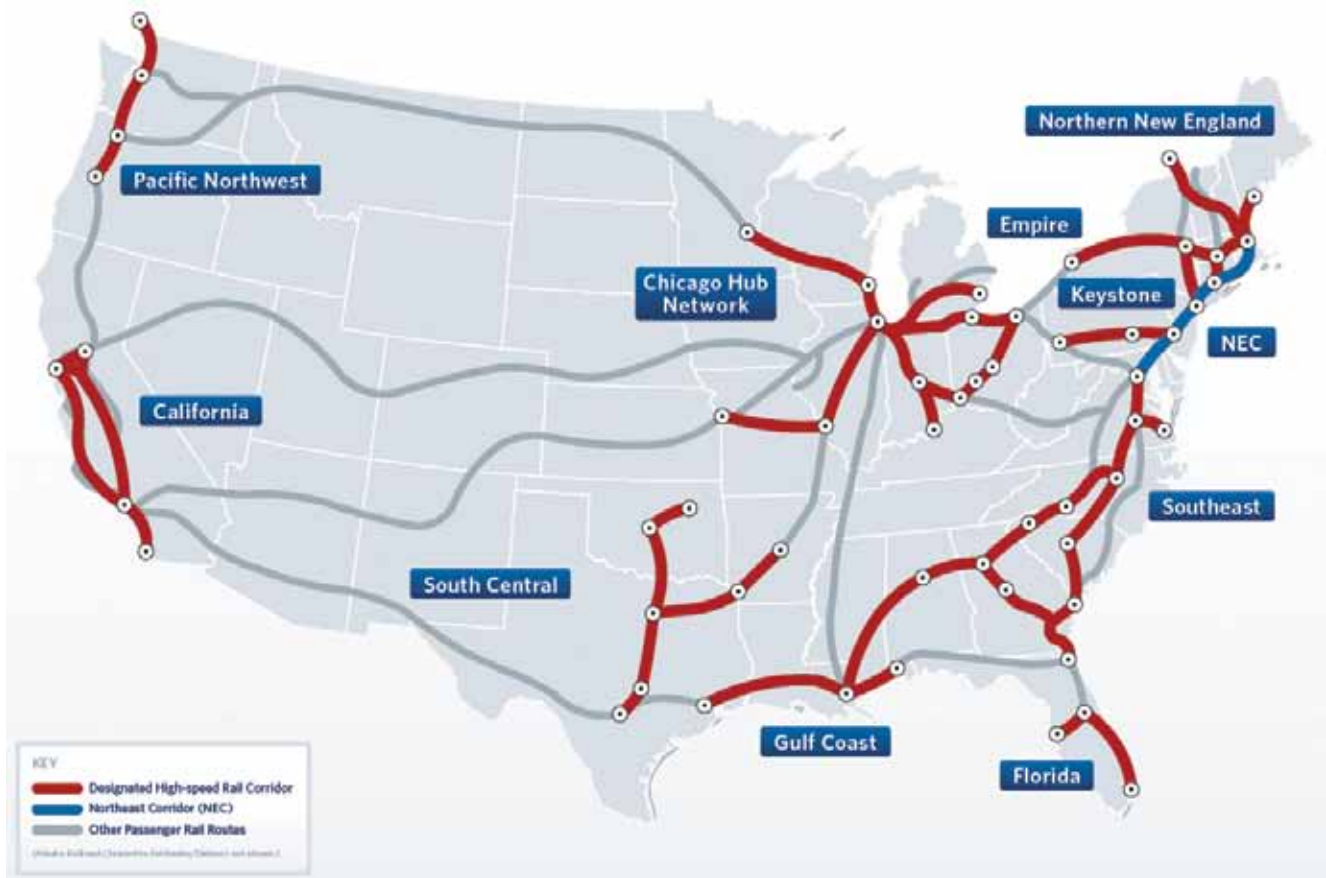 Northern New England
Pacific Northwest
Empire
Chicago Hub
Network
Keystone
NEC
California
Southeast
South Central
Gulf Coast
Florida
KEY
Designated High-speed Rail Corridor
Northeast Corridor (NEC)
Other Passenger Rail Routes